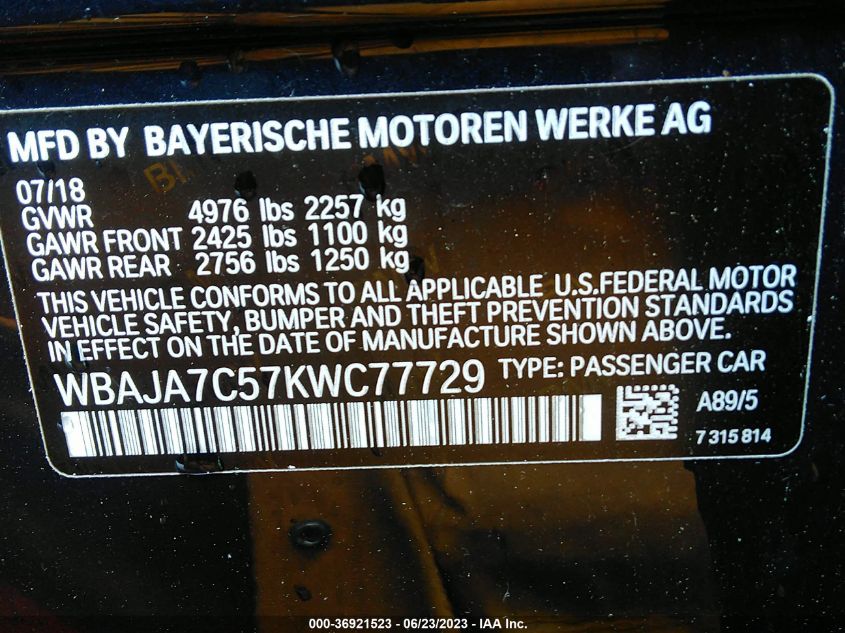 MFD BY BAYERISCHE MOTOREN WERKE AG
07/18
GVWR 4976 lbs 2257 kg
GAWR FRONT 2425 lbs 1100 kg
GAWR REAR 2756 lbs 1250 kg
THIS VEHICLE CONFORMS TO ALL APPLICABLE U.S.FEDERAL MOTOR
VEHICLE SAFETY, BUMPER AND THEFT PREVENTION STANDARDS
IN EFFECT ON THE DATE OF MANUFACTURE SHOWN ABOVE.
WBAJA7C57KWC77729 TYPE: PASSENGER CAR
A89/5
7 315 814
000-36921523 - 06/23/2023 - IAA Inc.